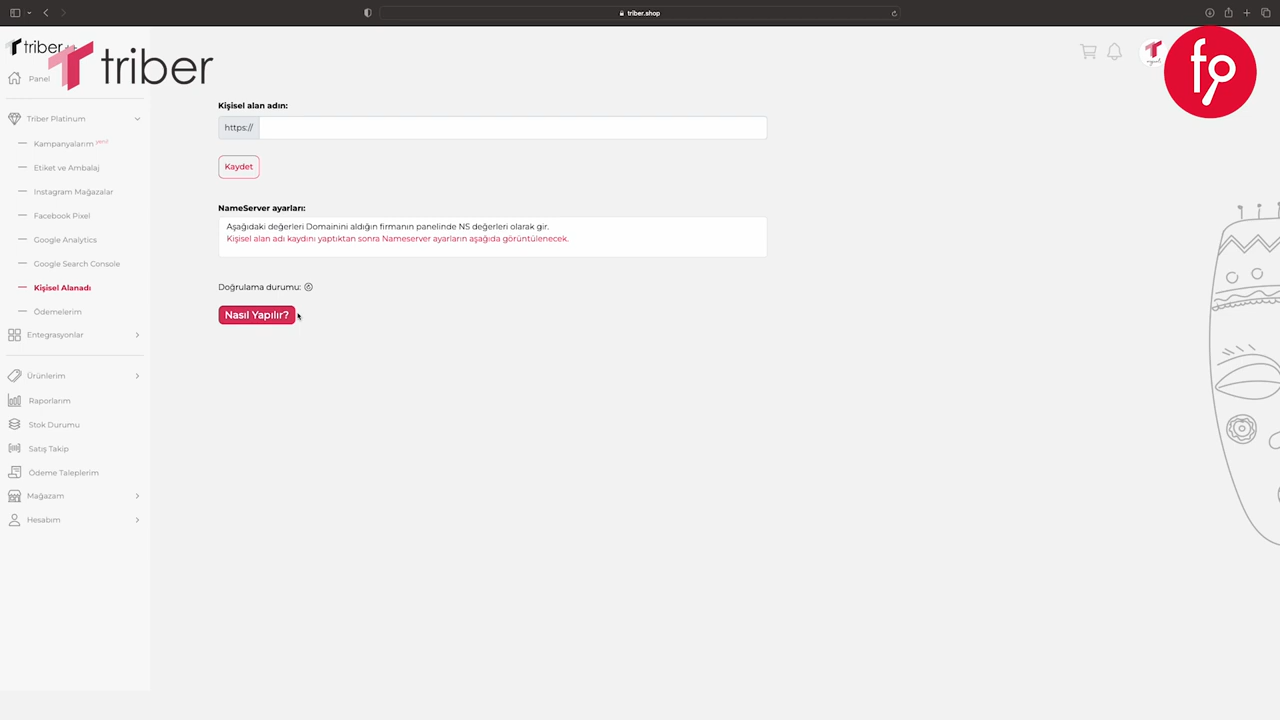 triber.shop
triber
triber
Panel
Triber Platinum
Kampanyalarım yeni!
Etiket ve Ambalaj
Instagram Mağazalar
Facebook Pixel
Google Analytics
Google Search Console
Kişisel Alanadı
Ödemelerim
Entegrasyonlar
Ürünlerim
Raporlarım
Stok Durumu
Satış Takip
Ödeme Taleplerim
Mağazam
Hesabım
Kişisel alan adın:
https://
Kaydet
NameServer ayarları:
Aşağıdaki değerleri Domainini aldığın firmanın panelinde NS değerleri olarak gir.
Kişisel alan adı kaydını yaptıktan sonra Nameserver ayarların aşağıda görüntülenecek.
Doğrulama durumu:
Nasıl Yapılır?